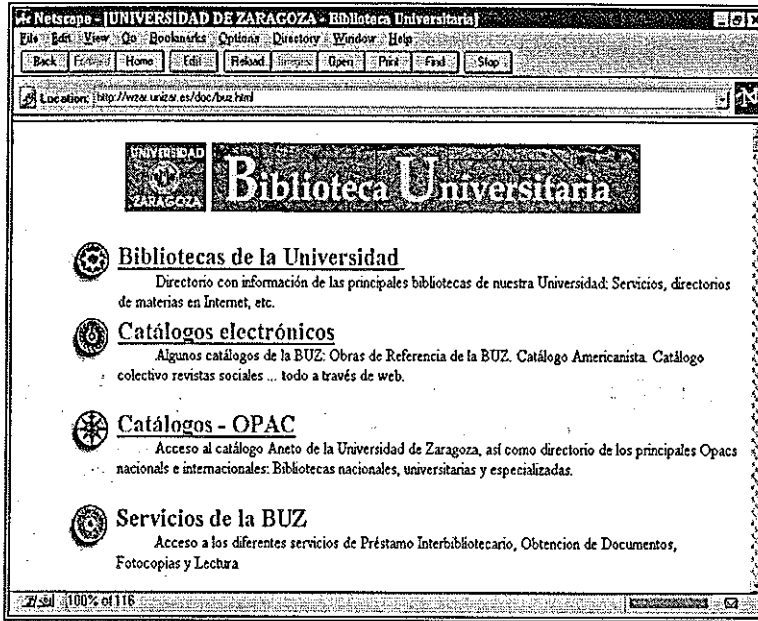 Netscape - [UNIVERSIDAD DE ZARAGOZA - Biblioteca Universitaria]
File Edit View Go Bookmarks Options Directory Window Help
Back Forward Home Edit Reload Images Open Print Find Stop
Location: http://wzar.unizar.es/doc/buz.html
UNIVERSIDAD
ZARAGOZA
Biblioteca Universitaria
Bibliotecas de la Universidad
Directorio con información de las principales bibliotecas de nuestra Universidad: Servicios, directorios
de materias en Internet, etc.
Catálogos electrónicos
Algunos catálogos de la BUZ: Obras de Referencia de la BUZ. Catálogo Americanista. Catálogo
colectivo revistas sociales ... todo a través de web.
Catálogos - OPAC
Acceso al catálogo Aneto de la Universidad de Zaragoza, así como directorio de los principales Opacs
nacionals e internacionales: Bibliotecas nacionales, universitarias y especializadas.
Servicios de la BUZ
Acceso a los diferentes servicios de Préstamo Interbibliotecario, Obtencion de Documentos,
Fotocopias y Lectura
100% of 116